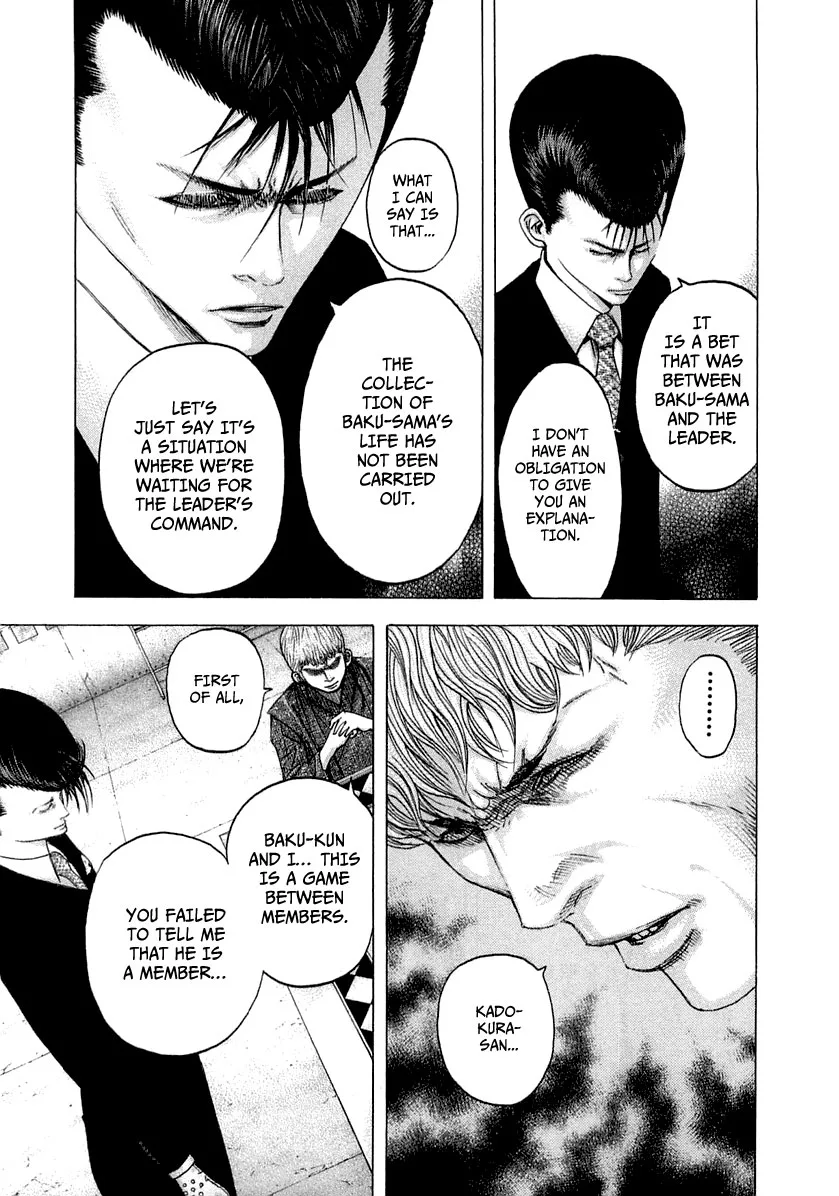 IT
IS A BET
THAT WAS
BETWEEN
BAKU-SAMA
AND THE
LEADER.
I DON'T
HAVE AN
OBLIGATION
TO GIVE
YOU AN
EXPLANA-
TION.
WHAT
I CAN
SAY IS
THAT...
THE
COLLEC-
TION OF
BAKU-SAMA'S
LIFE HAS
NOT BEEN
CARRIED
OUT.
LET'S
JUST SAY IT'S
A SITUATION
WHERE WE'RE
WAITING FOR
THE LEADER'S
COMMAND.
........
KADO-
KURA-
SAN...
FIRST
OF ALL,
BAKU-KUN
AND I... THIS
IS A GAME
BETWEEN
MEMBERS.
YOU FAILED
TO TELL ME
THAT HE IS
A MEMBER...